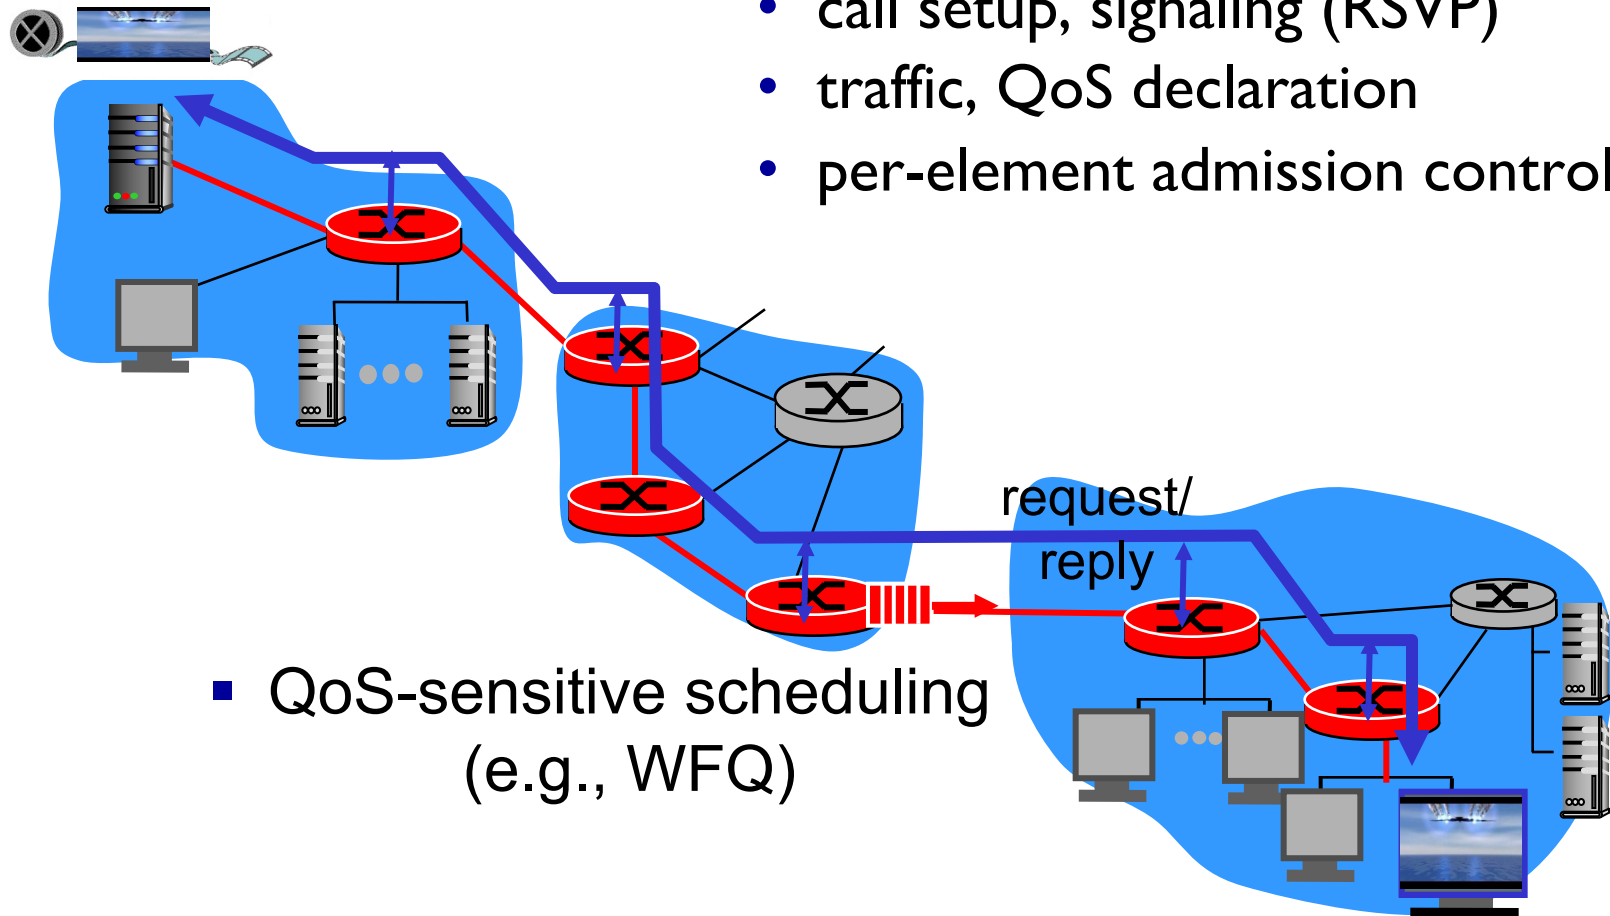 • call setup, signaling (RSVP)
• traffic, QoS declaration
• per-element admission control
request/
reply
▪ QoS-sensitive scheduling
(e.g., WFQ)